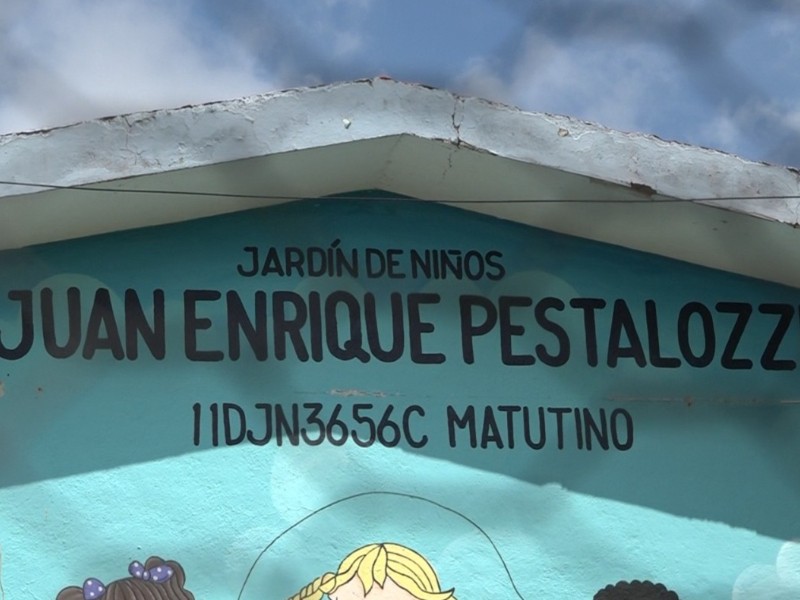 JARDÍN DE NIÑOS
JUAN ENRIQUE PESTALOZZ
11DJN3656C MATUTINO